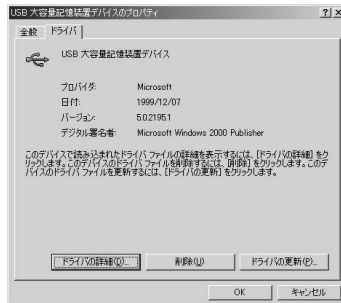 USB 大容量記憶装置デバイスのプロパティ
全般 ドライバ
USB 大容量記憶装置デバイス
プロバイダ: Microsoft
日付: 1999/12/07
バージョン: 5.0.2195.1
デジタル署名者: Microsoft Windows 2000 Publisher
このデバイスで読み込まれたドライバ ファイルの詳細を表示するには、[ドライバの詳細] をク
リックします。このデバイスのドライバ ファイルを削除するには、[削除] をクリックします。このデ
バイスのドライバ ファイルを更新するには、[ドライバの更新] をクリックします。
ドライバの詳細(D)... 削除(U) ドライバの更新(P)...
OK キャンセル